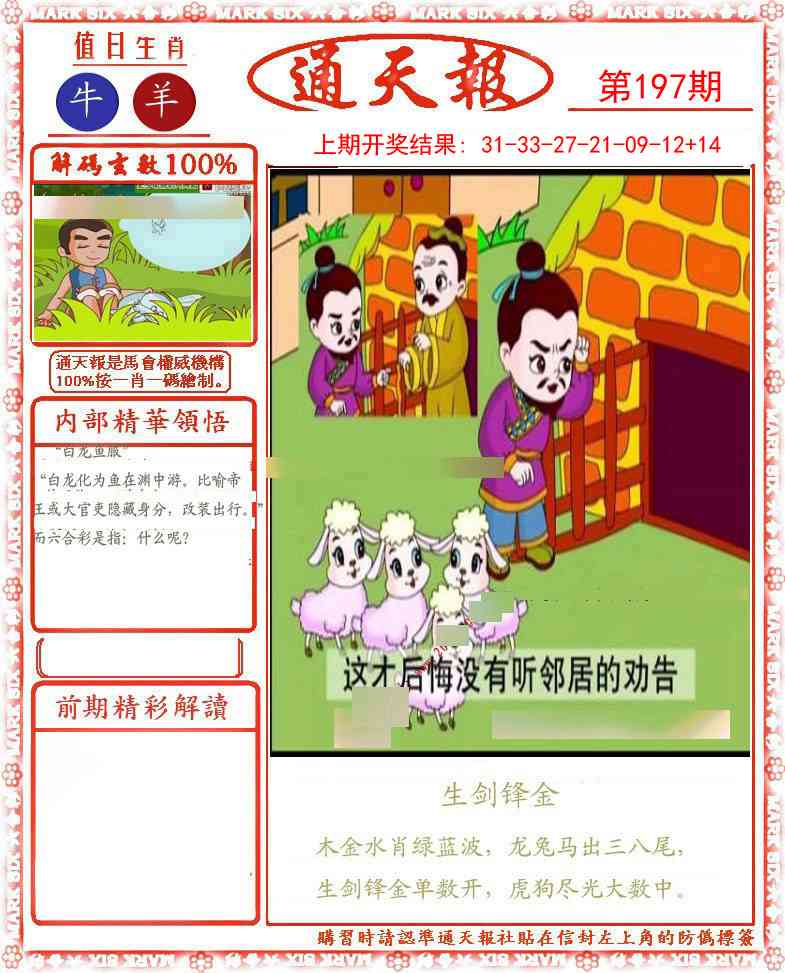 MARK SIX 六合彩
值日生肖
牛 羊
通天報
第197期
上期开奖结果: 31-33-27-21-09-12+14
解碼玄数100%
通天報是馬會權威機構
100%按一肖一碼繪制。
内部精華領悟
“白龙鱼服”
“白龙化为鱼在渊中游。比喻帝
王或大官吏隐藏身分，改装出行。”
而六合彩是指：什么呢?
前期精彩解讀
这才后悔没有听邻居的劝告
生剑锋金
木金水肖绿蓝波，龙兔马出三八尾，
生剑锋金单数开，虎狗尽光大数中。
購習時請認準通天報社貼在信封左上角的防偽標簽